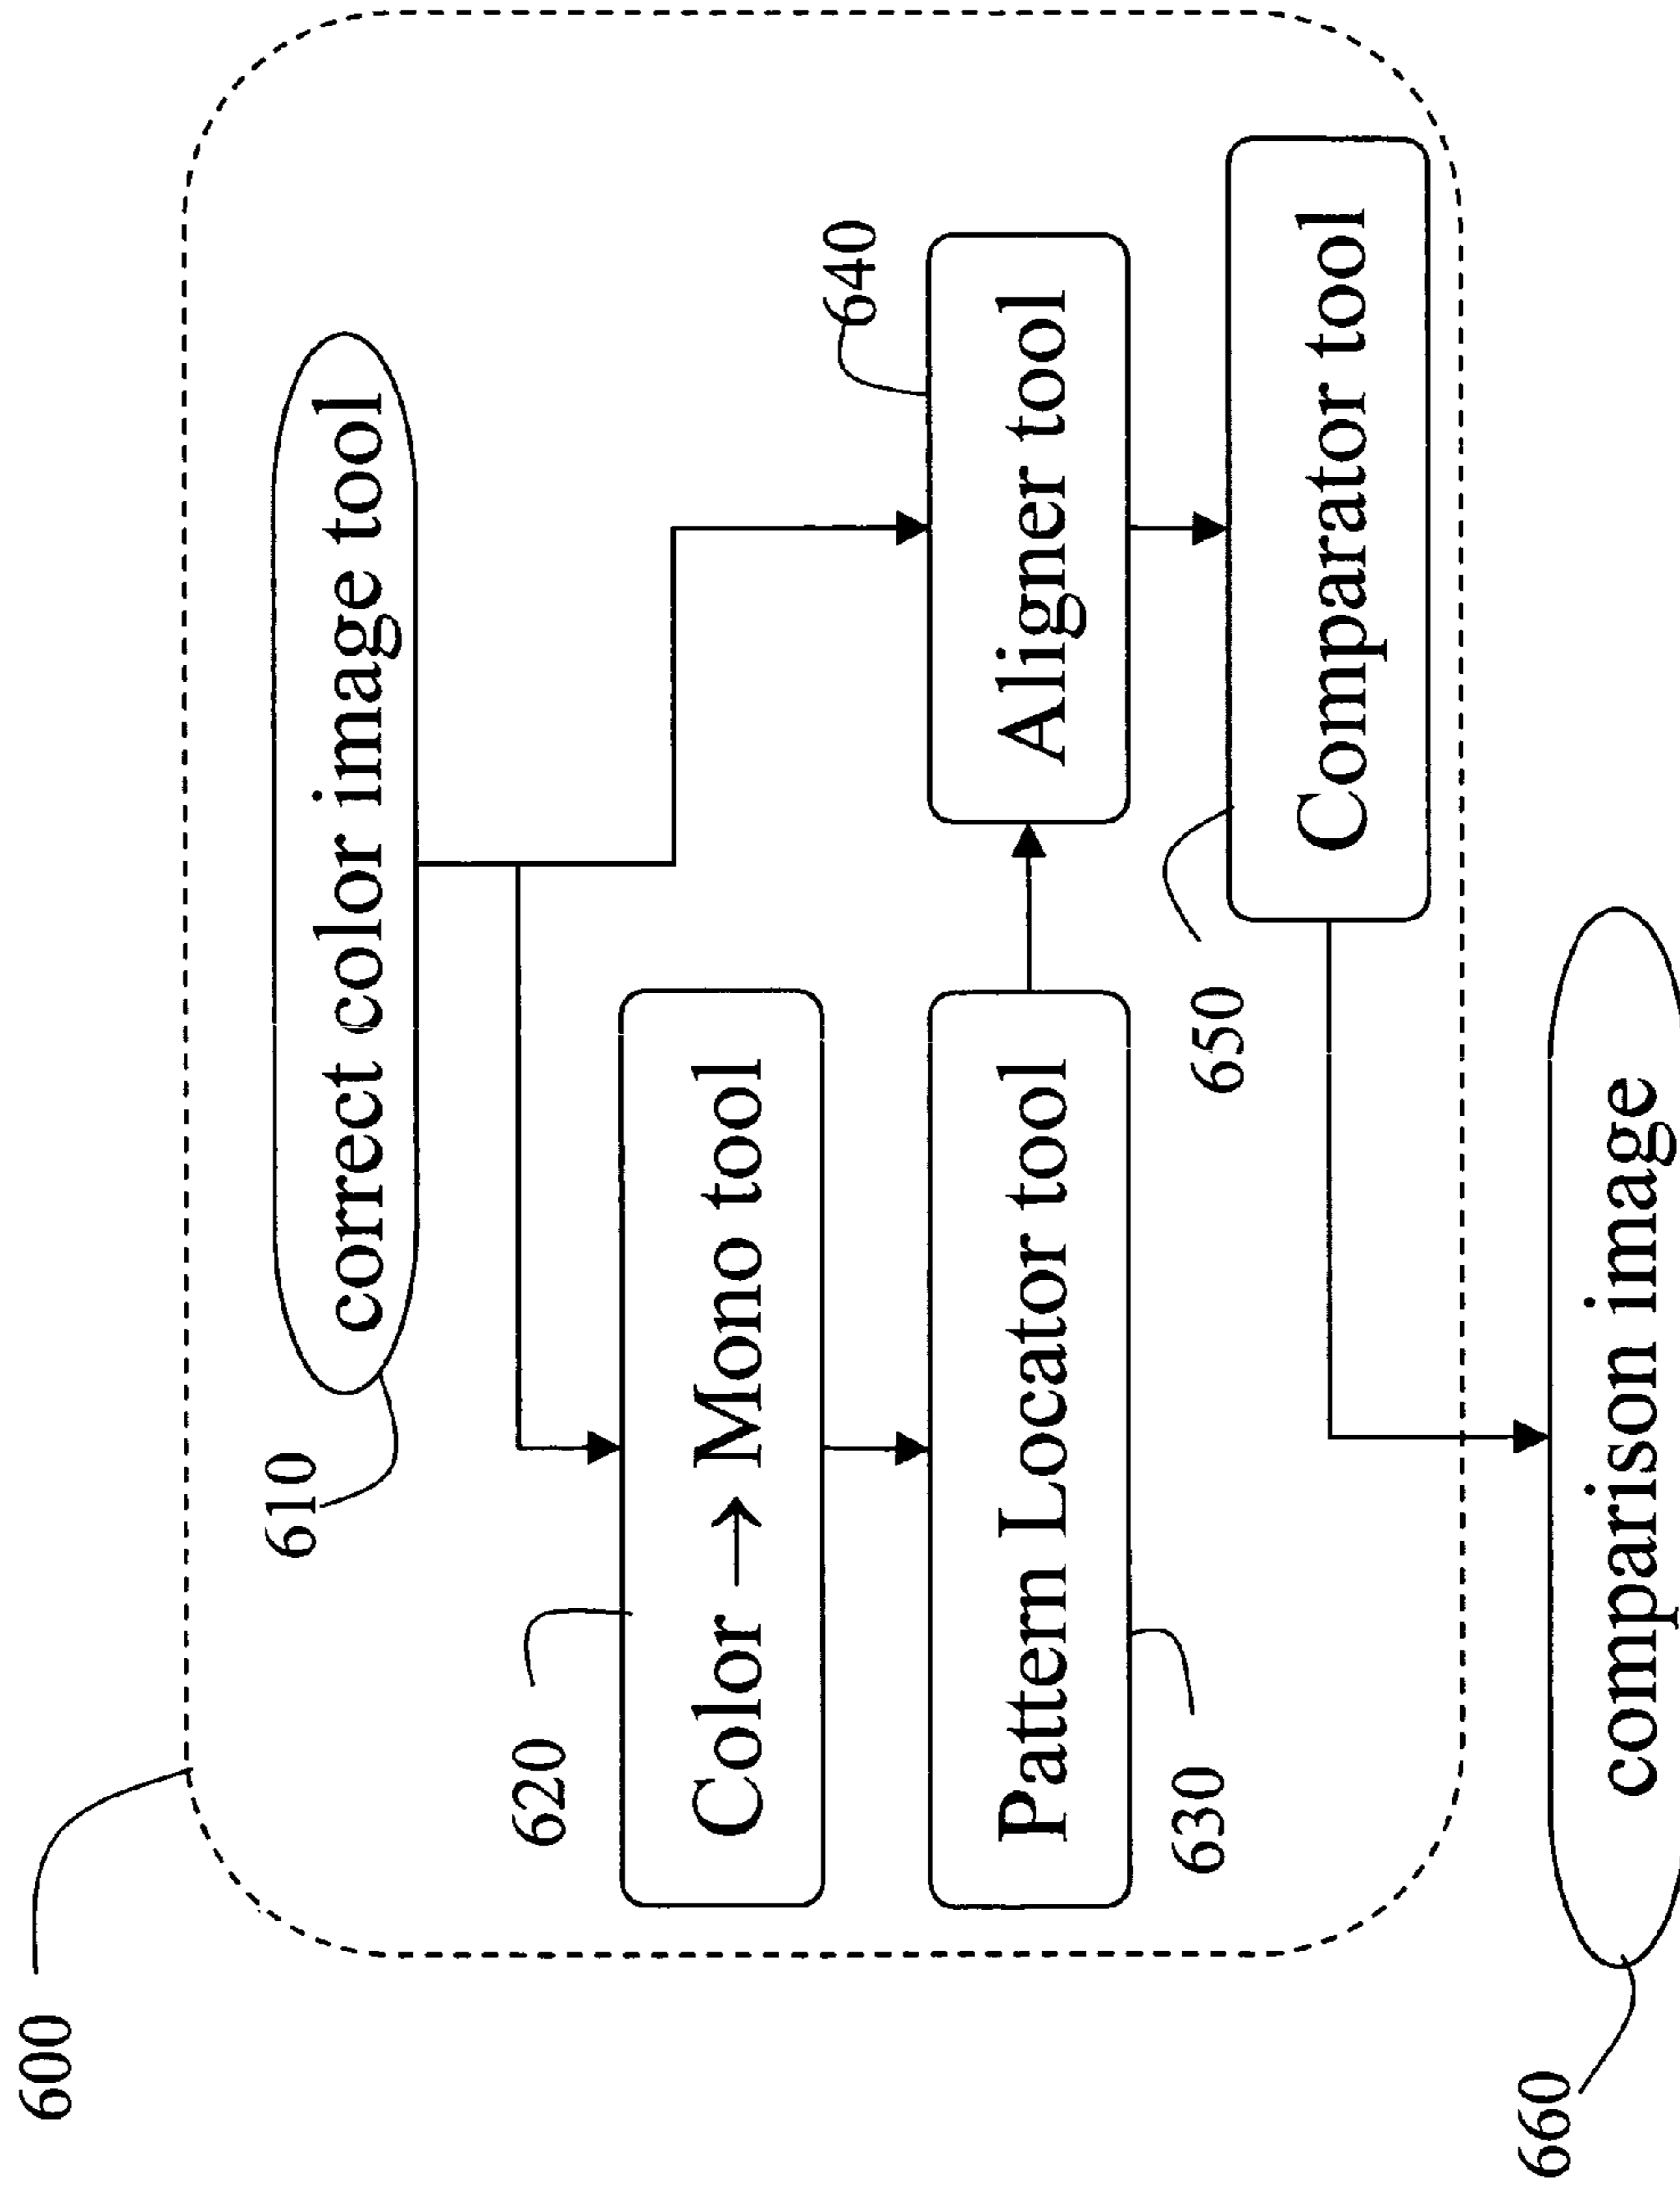 600
610
correct color image tool
620
Color → Mono tool
640
Pattern Locator tool
Aligner tool
630
650
Comparator tool
660
comparison image